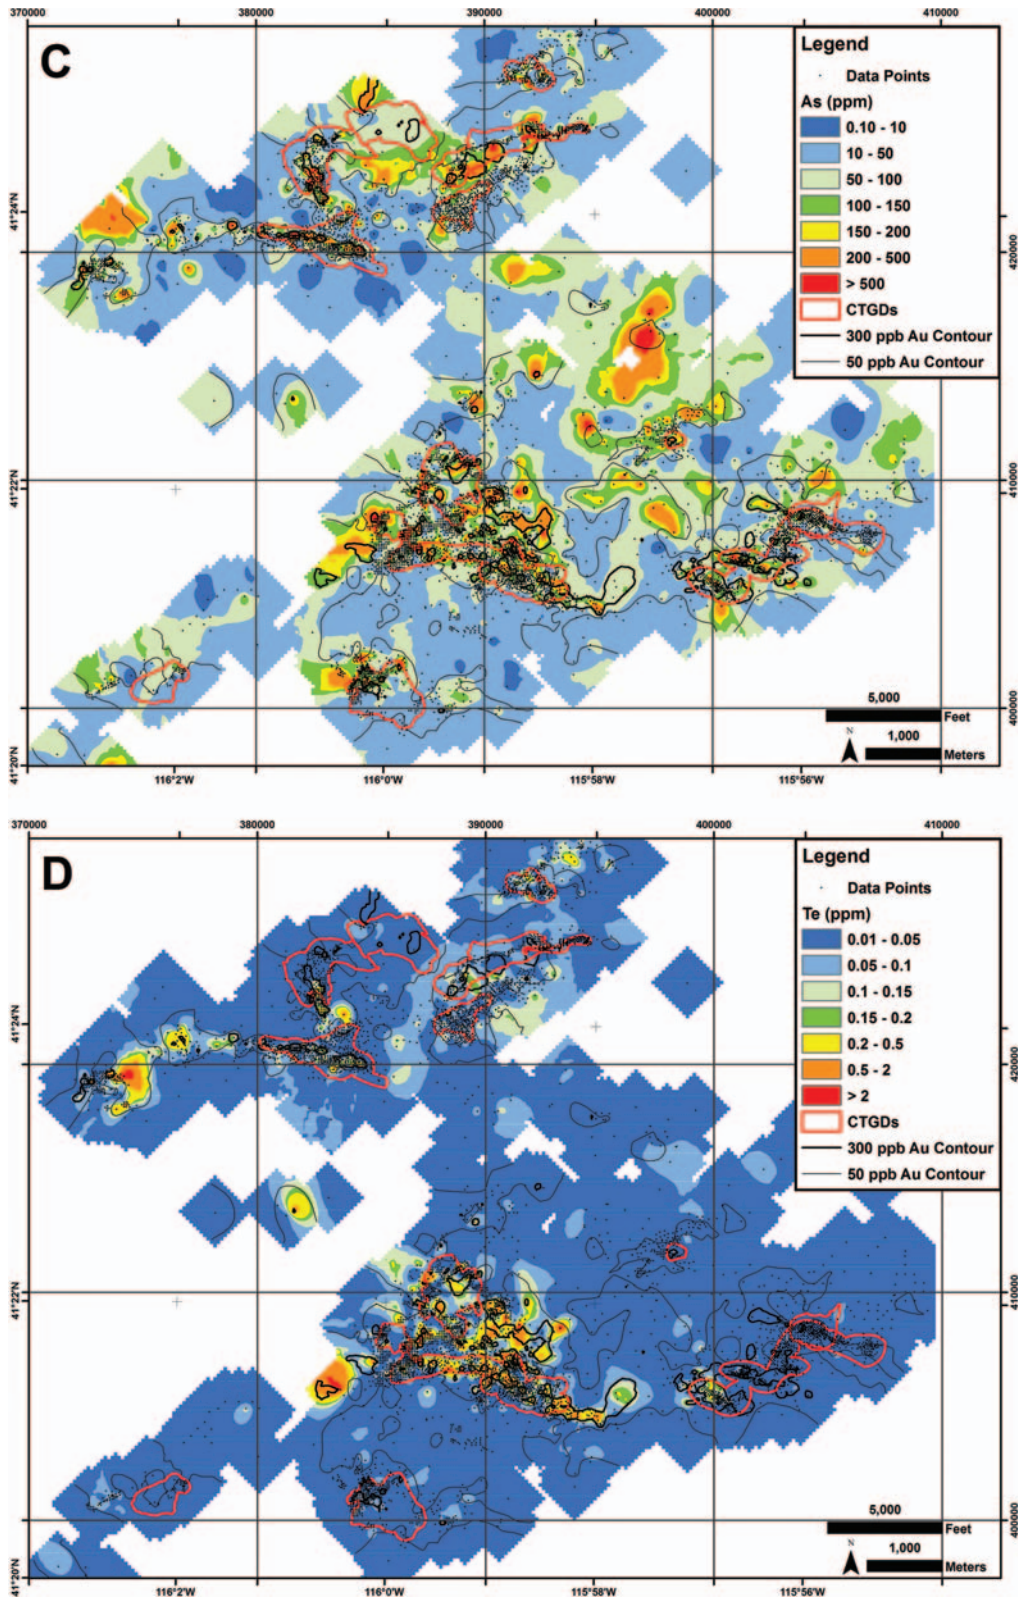 370000 380000 390000 400000 410000
C
Legend
Data Points
As (ppm)
0.10 - 10
10 - 50
50 - 100
100 - 150
150 - 200
200 - 500
> 500
CTGDs
300 ppb Au Contour
50 ppb Au Contour
41°24'N
420000
41°22'N
410000
5,000
Feet
400000
N
1,000
Meters
41°20'N
116°2'W 116°0'W 115°58'W 115°56'W
370000 380000 390000 400000 410000
D
Legend
Data Points
Te (ppm)
0.01 - 0.05
0.05 - 0.1
0.1 - 0.15
0.15 - 0.2
0.2 - 0.5
0.5 - 2
> 2
CTGDs
300 ppb Au Contour
50 ppb Au Contour
41°24'N
420000
41°22'N
410000
5,000
Feet
400000
N
1,000
Meters
41°20'N
116°2'W 116°0'W 115°58'W 115°56'W